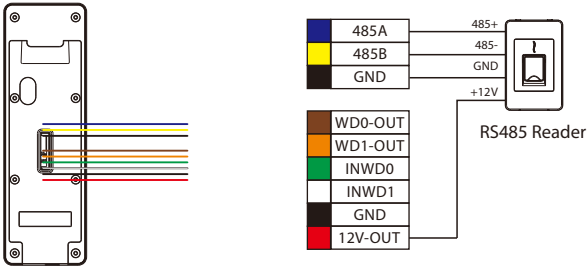 485A
485B
GND
WD0-OUT
WD1-OUT
INWD0
INWD1
GND
12V-OUT
485+
485-
GND
+12V
RS485 Reader